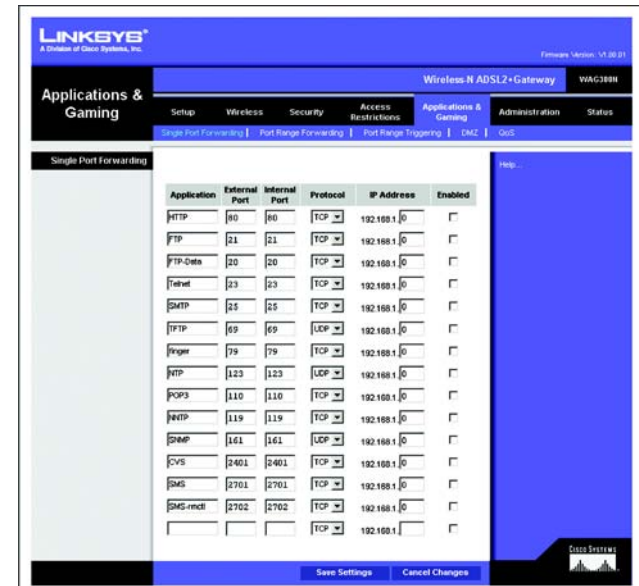 LINKSYS®
A Division of Cisco Systems, Inc.
Firmware Version: V1.00.01
Wireless-N ADSL2+Gateway WAG300N
Applications & Gaming
Setup Wireless Security Access Restrictions Applications & Gaming Administration Status
Single Port Forwarding | Port Range Forwarding | Port Range Triggering | DMZ | QoS
Single Port Forwarding
Help...
Application External Port Internal Port Protocol IP Address Enabled
HTTP 80 80 TCP 192.168.1. 0
FTP 21 21 TCP 192.168.1. 0
FTP-Data 20 20 TCP 192.168.1. 0
Telnet 23 23 TCP 192.168.1. 0
SMTP 25 25 TCP 192.168.1. 0
TFTP 69 69 UDP 192.168.1. 0
finger 79 79 TCP 192.168.1. 0
NTP 123 123 UDP 192.168.1. 0
POP3 110 110 TCP 192.168.1. 0
NNTP 119 119 TCP 192.168.1. 0
SNMP 161 161 UDP 192.168.1. 0
CVS 2401 2401 TCP 192.168.1. 0
SMS 2701 2701 TCP 192.168.1. 0
SMS-rmctl 2702 2702 TCP 192.168.1. 0
TCP 192.168.1.
Save Settings Cancel Changes
CISCO SYSTEMS